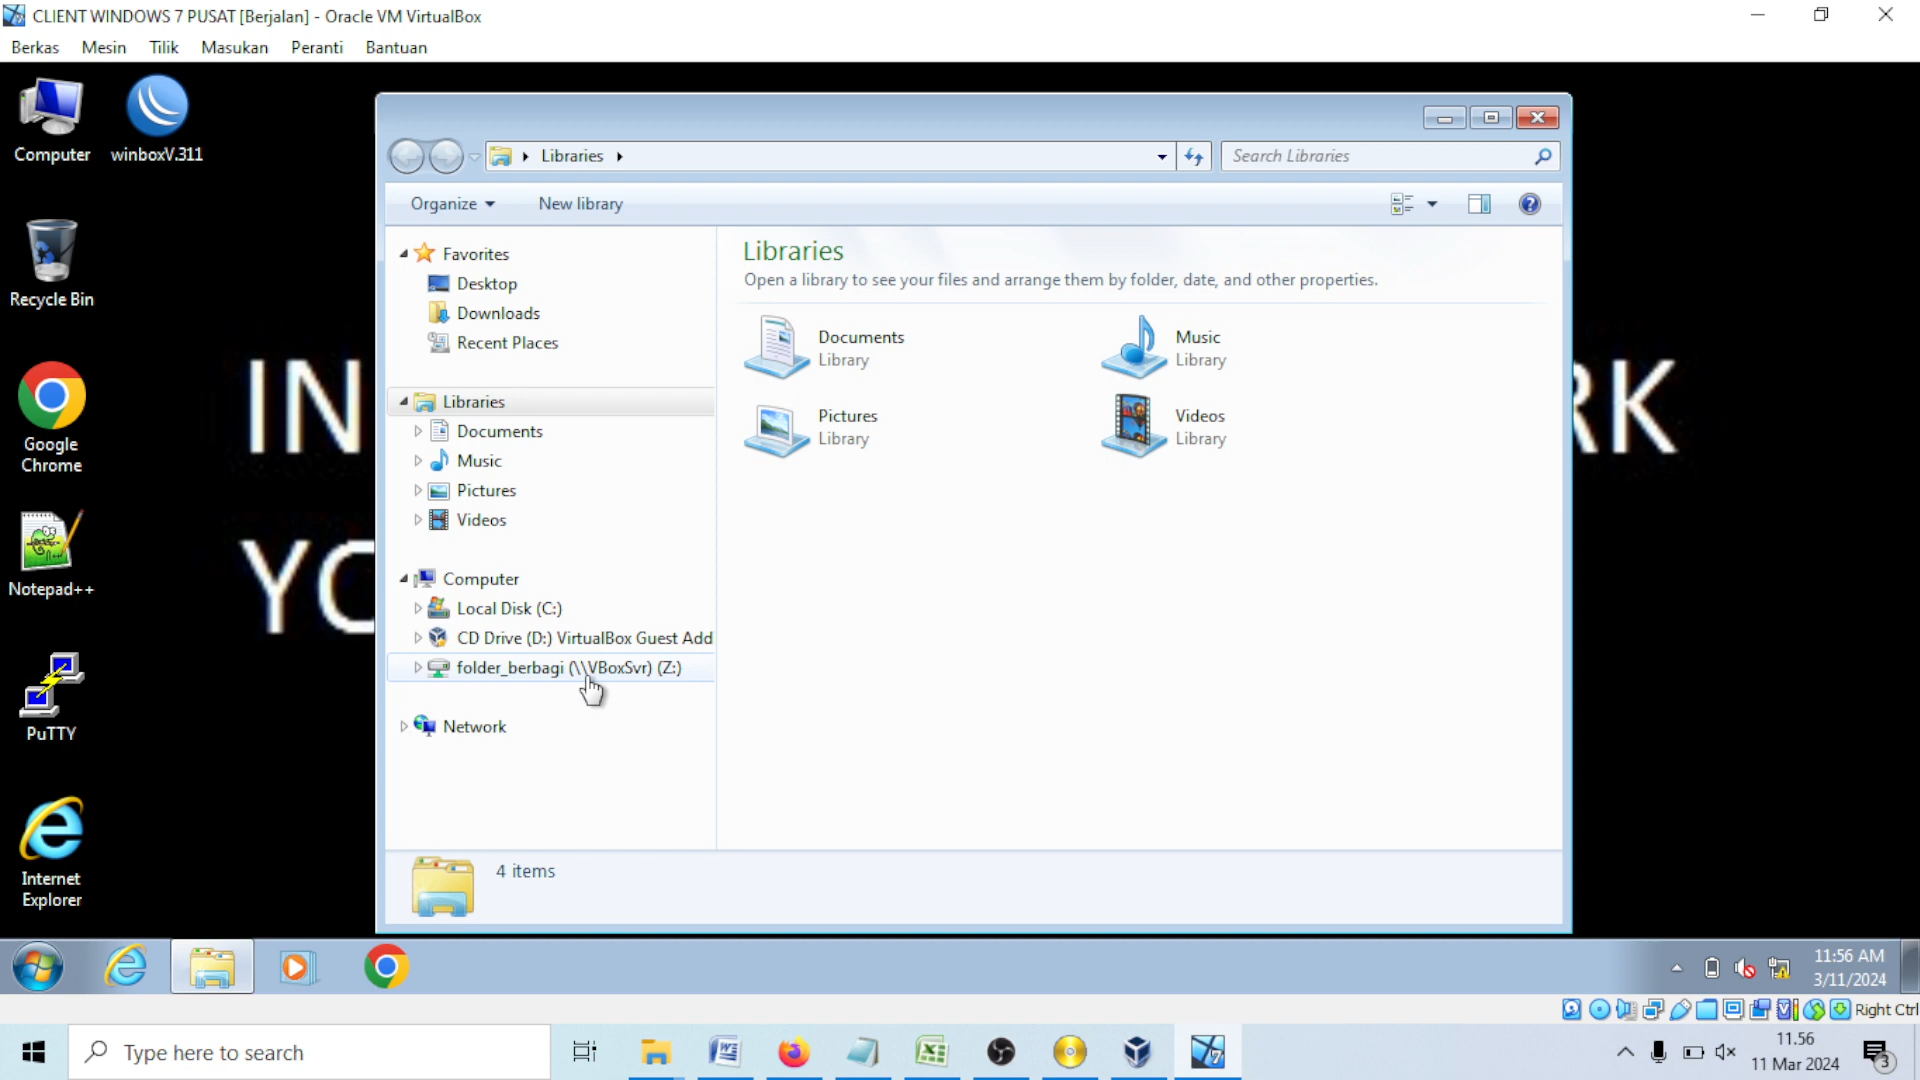 CLIENT WINDOWS 7 PUSAT [Berjalan] - Oracle VM VirtualBox
Berkas Mesin Tilik Masukan Peranti Bantuan
Computer
winboxV.311
Recycle Bin
Google
Chrome
Notepad++
PuTTY
Internet
Explorer
IN
RK
YO
Libraries
Search Libraries
Organize New library
Favorites
Desktop
Downloads
Recent Places
Libraries
Documents
Music
Pictures
Videos
Computer
Local Disk (C:)
CD Drive (D:) VirtualBox Guest Add
folder_berbagi (\\VBoxSvr) (Z:)
Network
Libraries
Open a library to see your files and arrange them by folder, date, and other properties.
Documents
Library
Music
Library
Pictures
Library
Videos
Library
4 items
11:56 AM
3/11/2024
Right Ctrl
Type here to search
11.56
11 Mar 2024
3